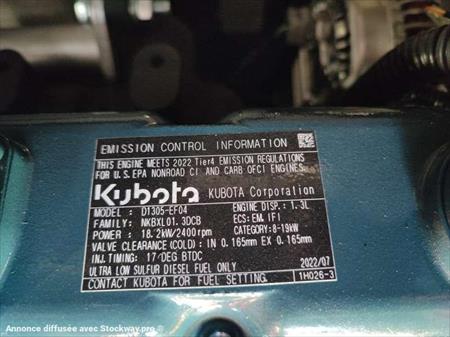 EMISSION CONTROL INFORMATION
THIS ENGINE MEETS 2022 Tier4 EMISSION REGULATIONS
FOR U.S. EPA NONROAD CI AND CARB OFCI ENGINES.
Kubota KUBOTA Corporation
MODEL : D1305-EF04 ENGINE DISP.: 1.3L
FAMILY : NKBXL01.3DCB ECS: EM, IFI
POWER : 18.2kW/2400rpm CATEGORY: 8-19kW
VALVE CLEARANCE(COLD): IN 0.165mm EX 0.165mm
INJ. TIMING: 17°DEG BTDC
ULTRA LOW SULFUR DIESEL FUEL ONLY 2022/07
CONTACT KUBOTA FOR FUEL SETTING. 1H026-3
Annonce diffusée avec Stockway.pro ®